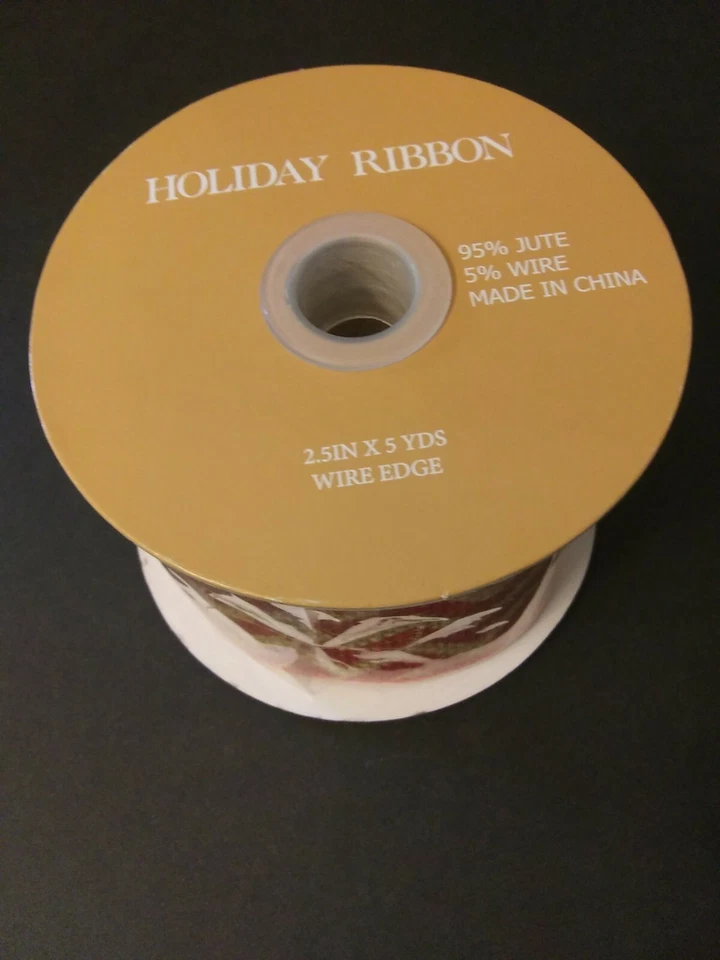 HOLIDAY RIBBON
95% JUTE
5% WIRE
MADE IN CHINA
2.5IN X 5 YDS
WIRE EDGE